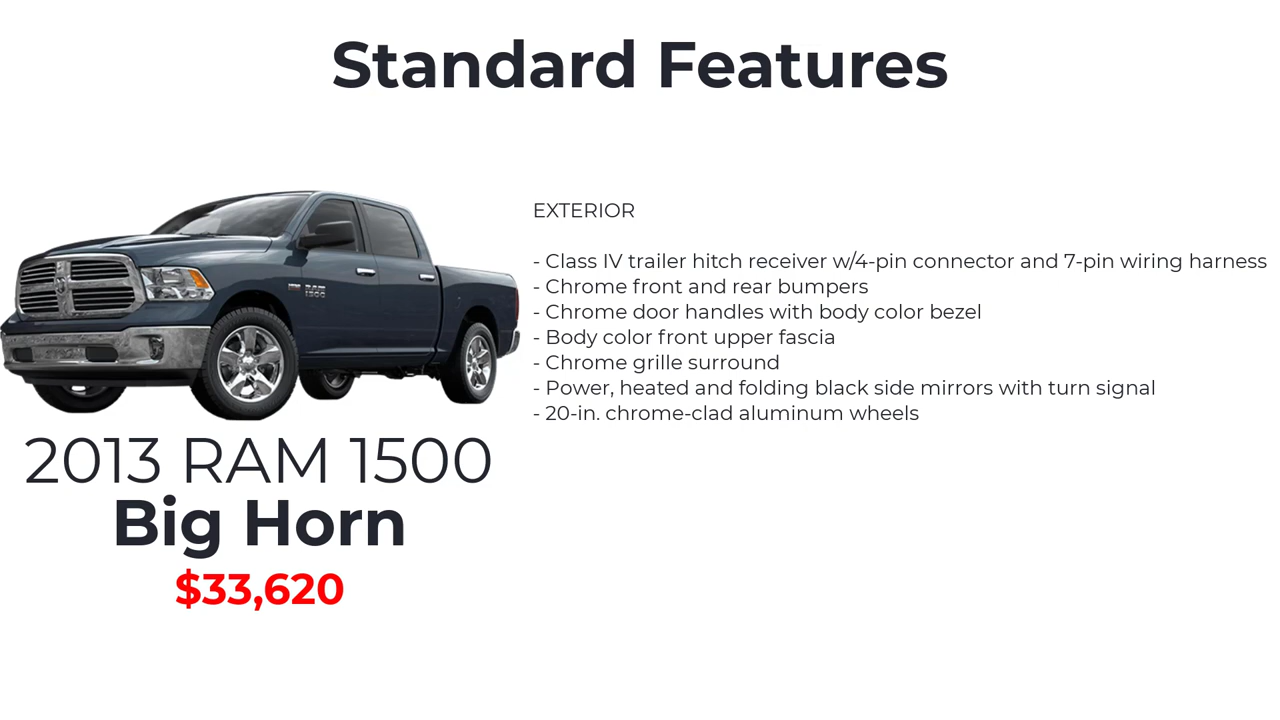 Standard Features
EXTERIOR
- Class IV trailer hitch receiver w/4-pin connector and 7-pin wiring harness
- Chrome front and rear bumpers
- Chrome door handles with body color bezel
- Body color front upper fascia
- Chrome grille surround
- Power, heated and folding black side mirrors with turn signal
- 20-in. chrome-clad aluminum wheels
RAM
1500
2013 RAM 1500
Big Horn
$33,620